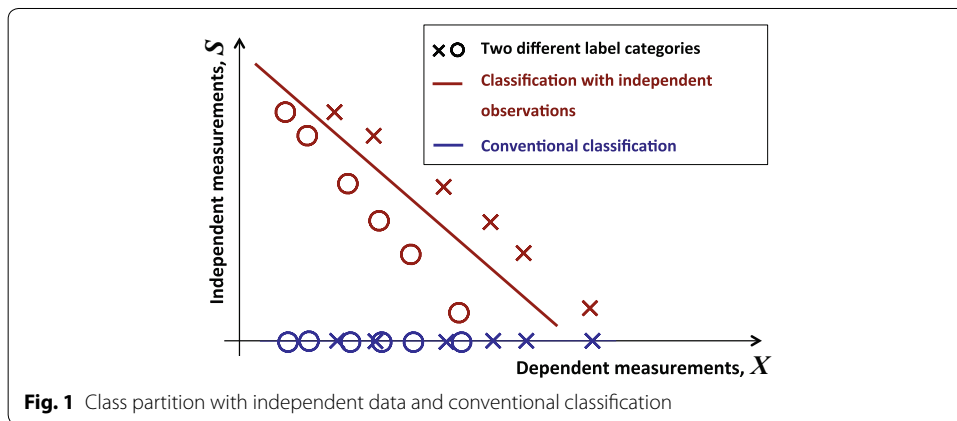 Independent measurements, S
Two different label categories
Classification with independent
observations
Conventional classification
Dependent measurements, X
Fig. 1 Class partition with independent data and conventional classification